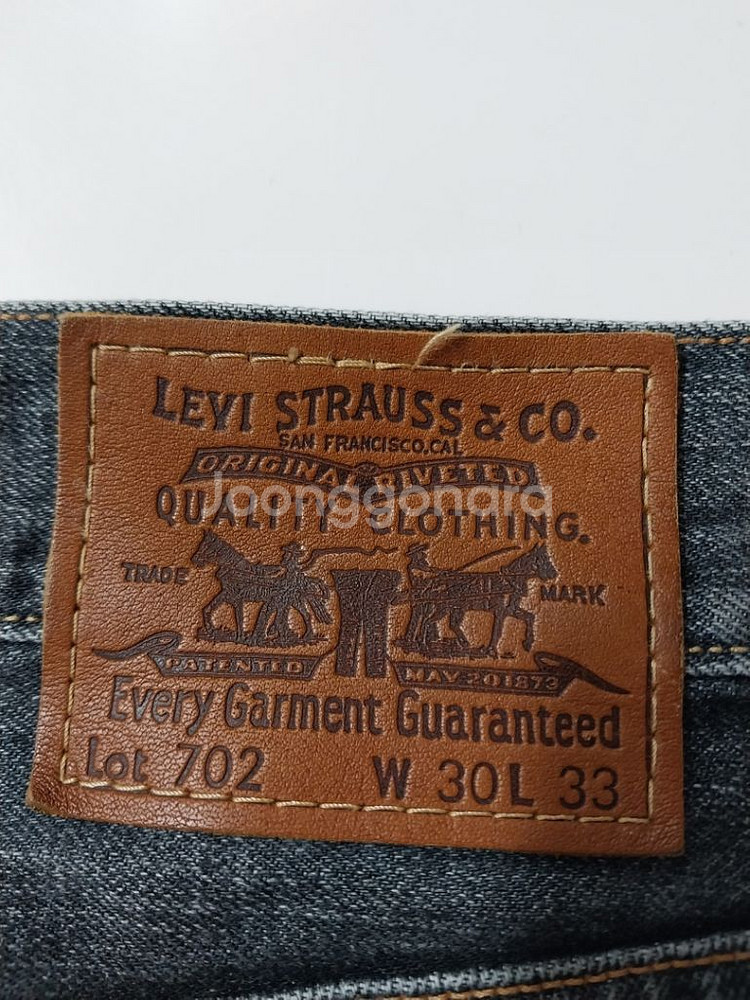 LEVI STRAUSS & CO.
SAN FRANCISCO, CAL
ORIGINAL RIVETED
Joonggonara
QUALITY CLOTHING.
TRADE MARK
PATENTED MAY 20 1873
Every Garment Guaranteed
Lot 702 W 30 L 33